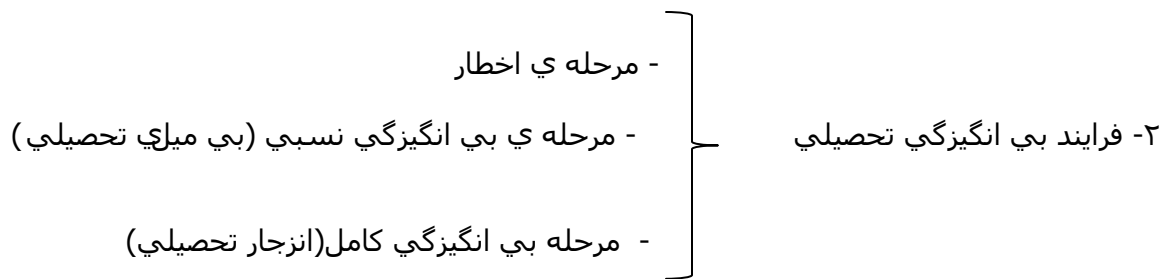 ۲- فرايند بي انگيزگي تحصيلي
- مرحله ي اخطار
- مرحله ي بي انگيزگي نسبي (بي ميلي تحصيلي)
- مرحله بي انگيزگي كامل(انزجار تحصيلي)